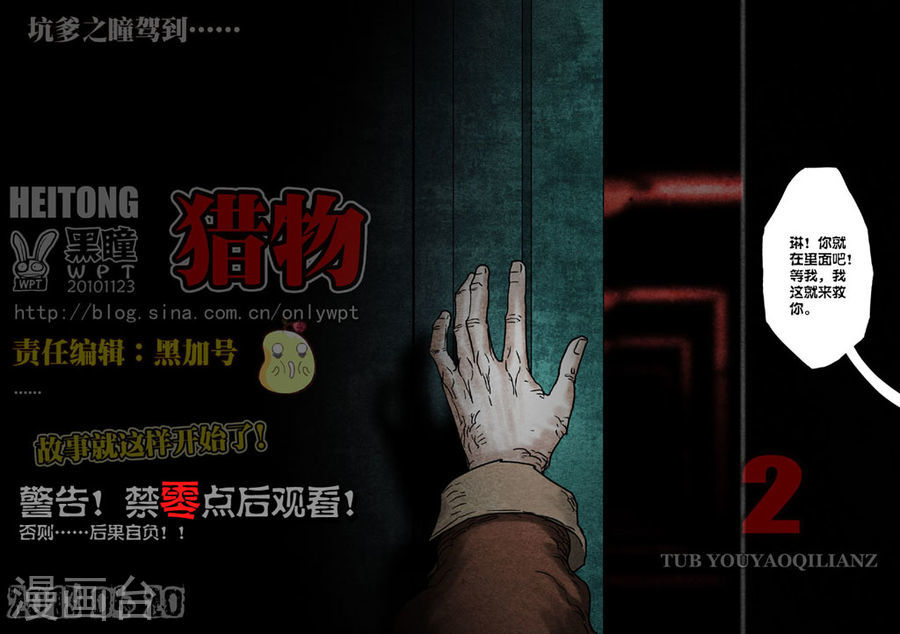 坑爹之瞳驾到……
HEITONG
猎物
黑瞳
WPT
WPT
20101123
http://blog.sina.com.cn/onlywpt
责任编辑：黑加号
……
故事就这样开始了！
警告！禁零点后观看！
否则……后果自负！！
漫画台
琳！你就
在里面吧！
等我，我
这就来救
你。
2
TUB YOUYAOQILIANZ